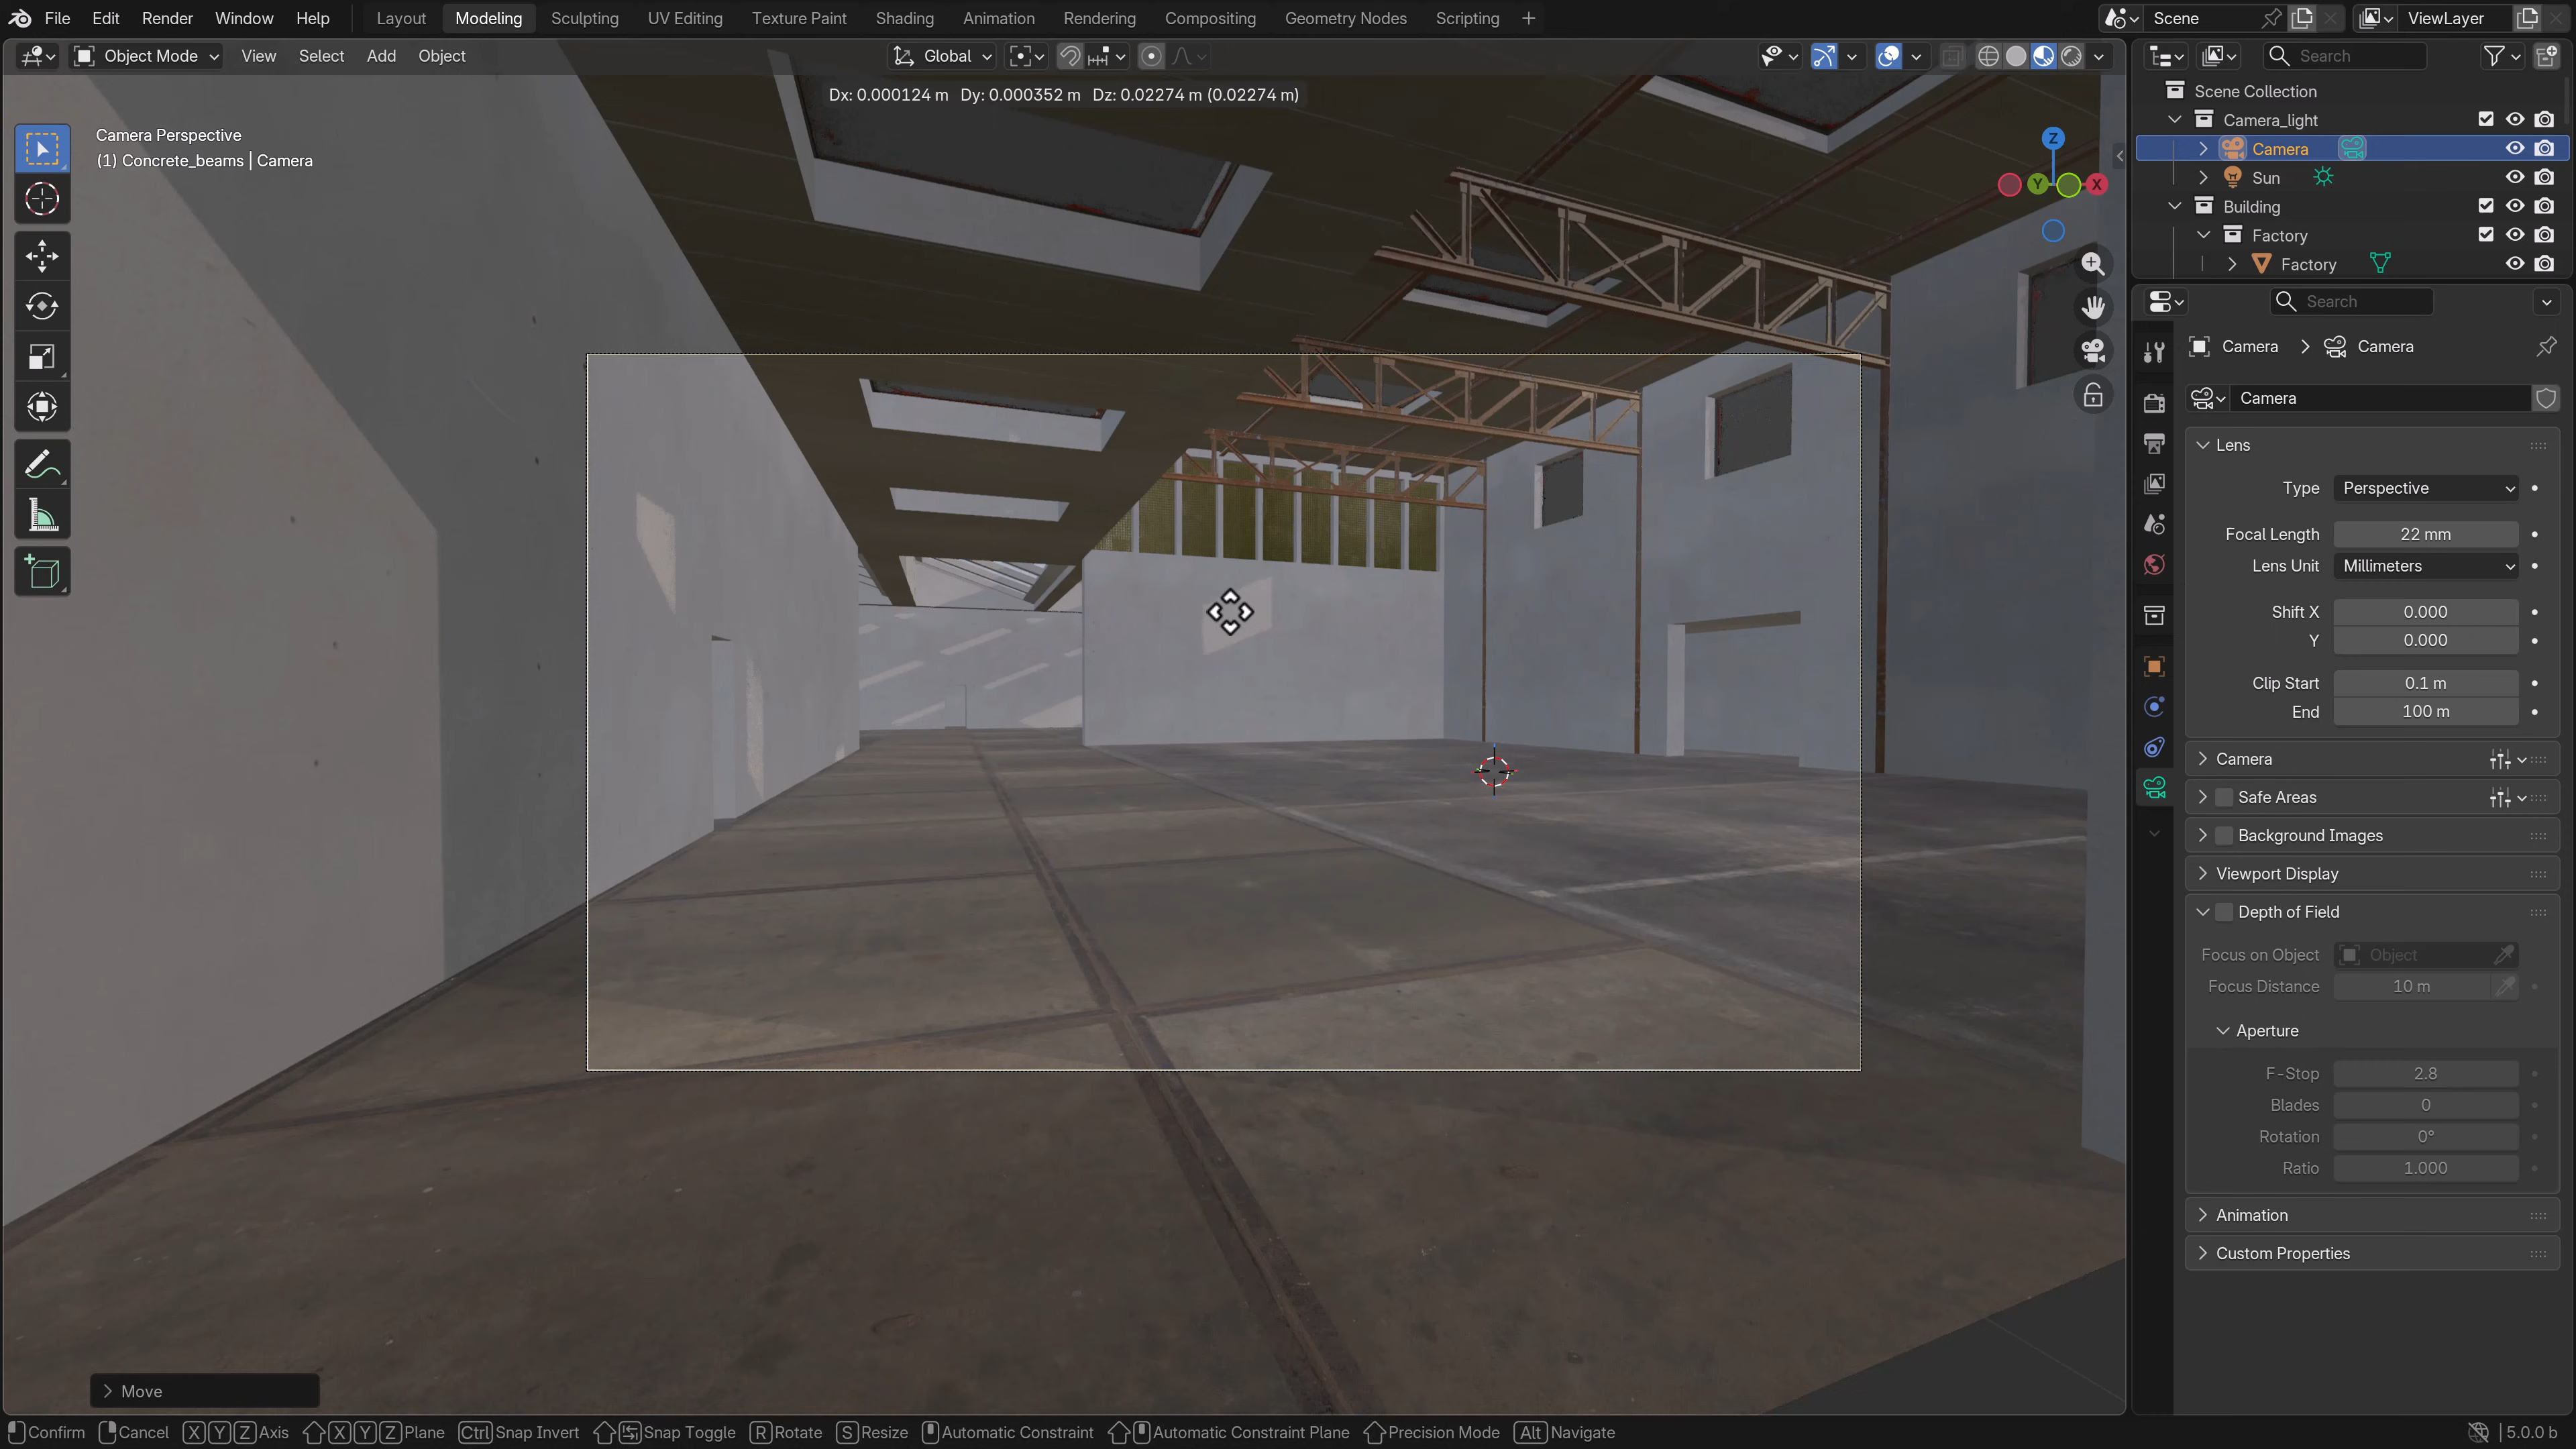 File Edit Render Window Help Layout Modeling Sculpting UV Editing Texture Paint Shading Animation Rendering Compositing Geometry Nodes Scripting Scene ViewLayer
Object Mode View Select Add Object Global Search
Dx: 0.000124 m Dy: 0.000352 m Dz: 0.02274 m (0.02274 m)
Camera Perspective
(1) Concrete_beams | Camera
Z
Y
X
Scene Collection
Camera_light
Camera
Sun
Building
Factory
Factory
Search
Camera Camera
Camera
Lens
Type Perspective
Focal Length 22 mm
Lens Unit Millimeters
Shift X 0.000
Y 0.000
Clip Start 0.1 m
End 100 m
Camera
Safe Areas
Background Images
Viewport Display
Depth of Field
Focus on Object Object
Focus Distance 10 m
Aperture
F-Stop 2.8
Blades 0
Rotation 0°
Ratio 1.000
Animation
Custom Properties
Move
Confirm Cancel X Y Z Axis X Y Z Plane Ctrl Snap Invert Snap Toggle R Rotate S Resize Automatic Constraint Automatic Constraint Plane Precision Mode Alt Navigate 5.0.0 b